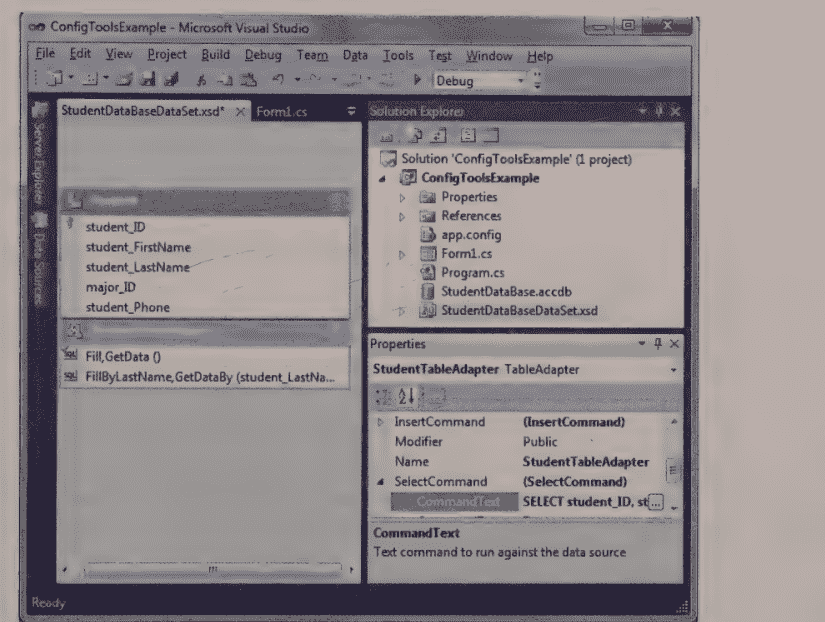 ConfigToolsExample - Microsoft Visual Studio
File Edit View Project Build Debug Team Data Tools Test Window Help
Debug
Server Explorer
Data Sources
StudentDataBaseDataSet.xsd*
Form1.cs
student_ID
student_FirstName
student_LastName
major_ID
student_Phone
Fill,GetData ()
FillByLastName,GetDataBy (student_LastNa...
Solution Explorer
Solution 'ConfigToolsExample' (1 project)
ConfigToolsExample
Properties
References
app.config
Form1.cs
Program.cs
StudentDataBase.accdb
StudentDataBaseDataSet.xsd
Properties
StudentTableAdapter TableAdapter
InsertCommand (InsertCommand)
Modifier Public
Name StudentTableAdapter
SelectCommand (SelectCommand)
CommandText SELECT student_ID, st...
CommandText
Text command to run against the data source
Ready